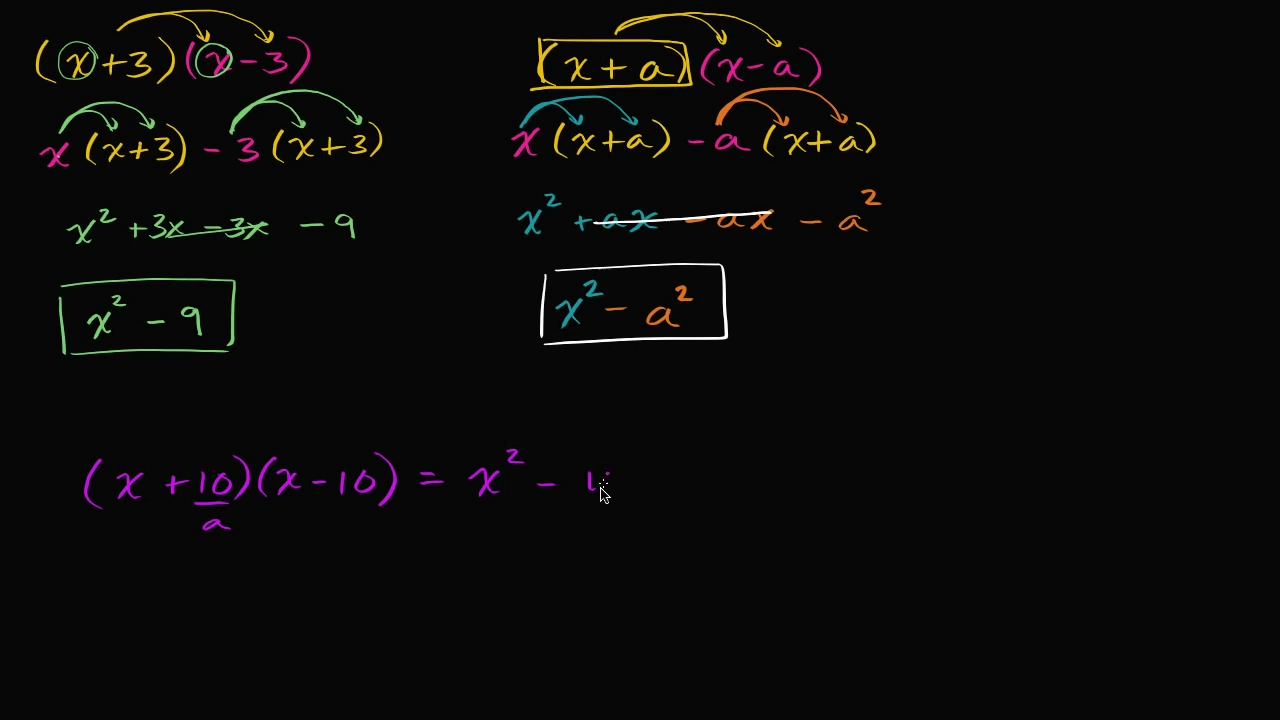 (x+3)(x-3)
x(x+3)-3(x+3)
x²+3x-3x-9
x²-9
(x+a)(x-a)
x(x+a)-a(x+a)
x²+ax-ax-a²
x²-a²
(x+10)(x-10)=x²-
a